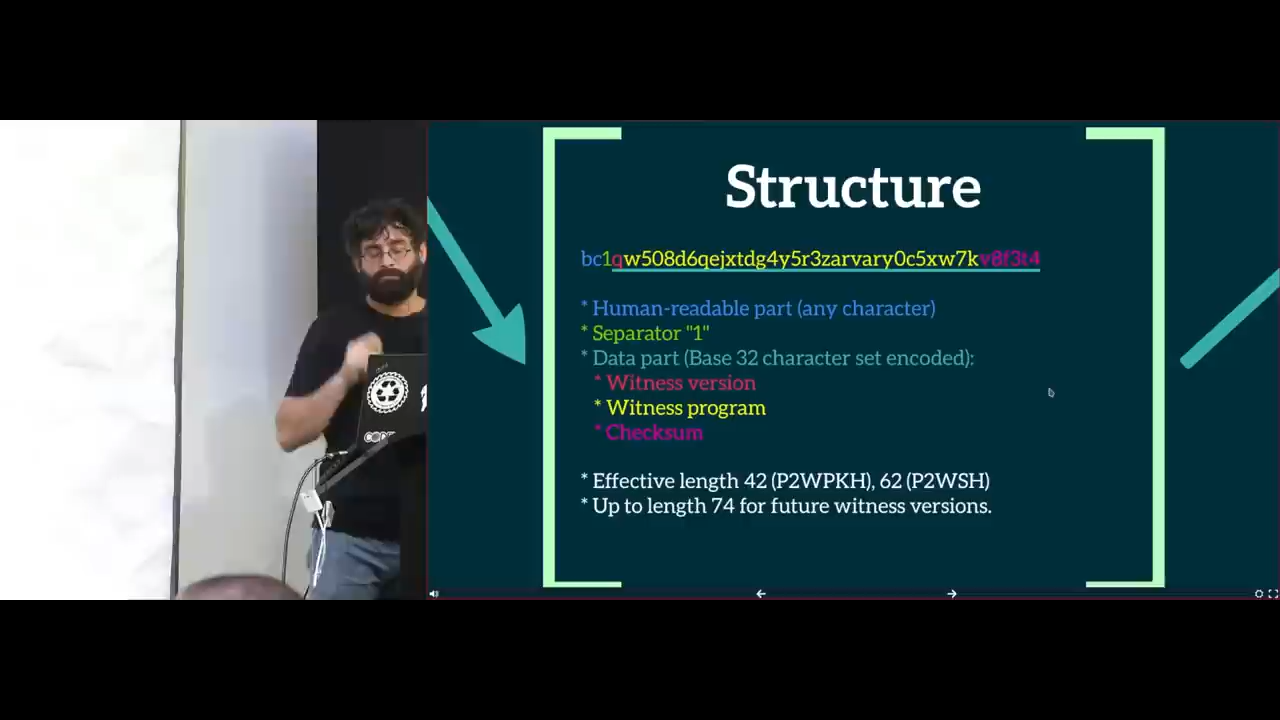 Structure
bc1qw508d6qejxtdg4y5r3zarvary0c5xw7kv8f3t4
* Human-readable part (any character)
* Separator "1"
* Data part (Base 32 character set encoded):
* Witness version
* Witness program
* Checksum
* Effective length 42 (P2WPKH), 62 (P2WSH)
* Up to length 74 for future witness versions.